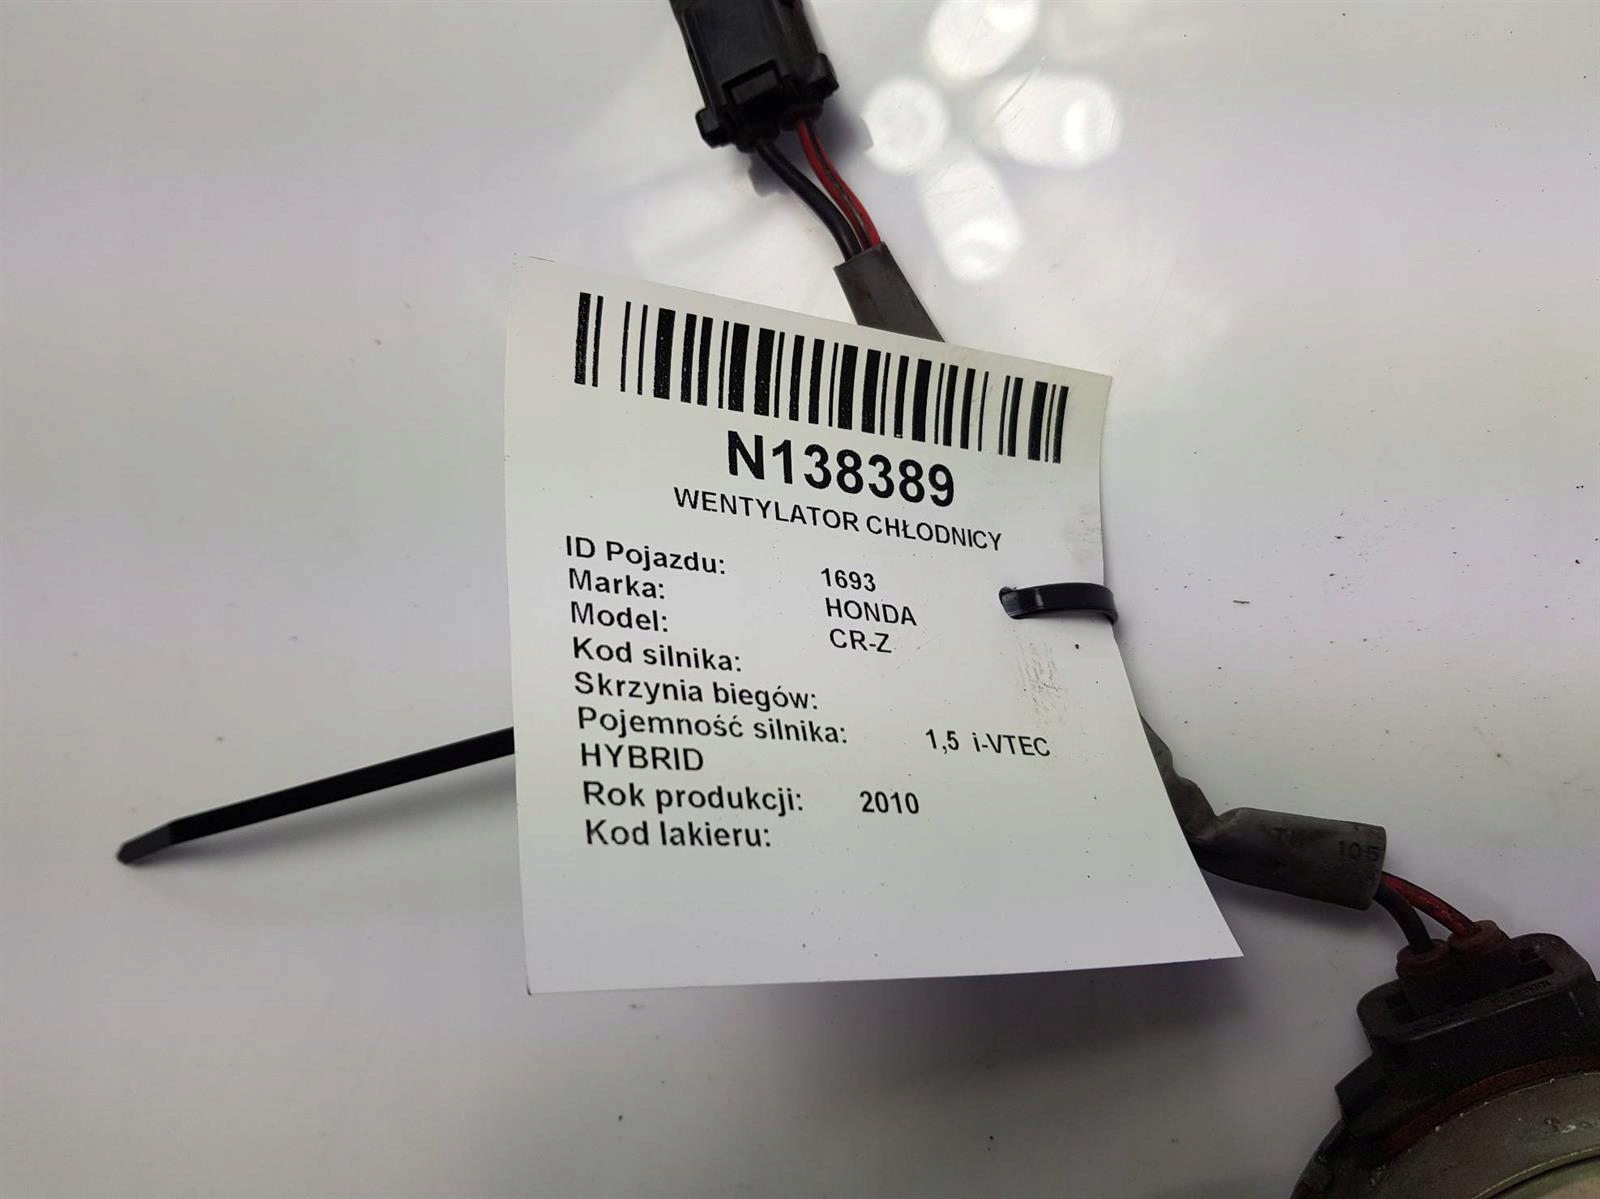 N138389
WENTYLATOR CHŁODNICY
ID Pojazdu: 1693
Marka: HONDA
Model: CR-Z
Kod silnika:
Skrzynia biegów:
Pojemność silnika: 1,5 i-VTEC
HYBRID
Rok produkcji: 2010
Kod lakieru:
105